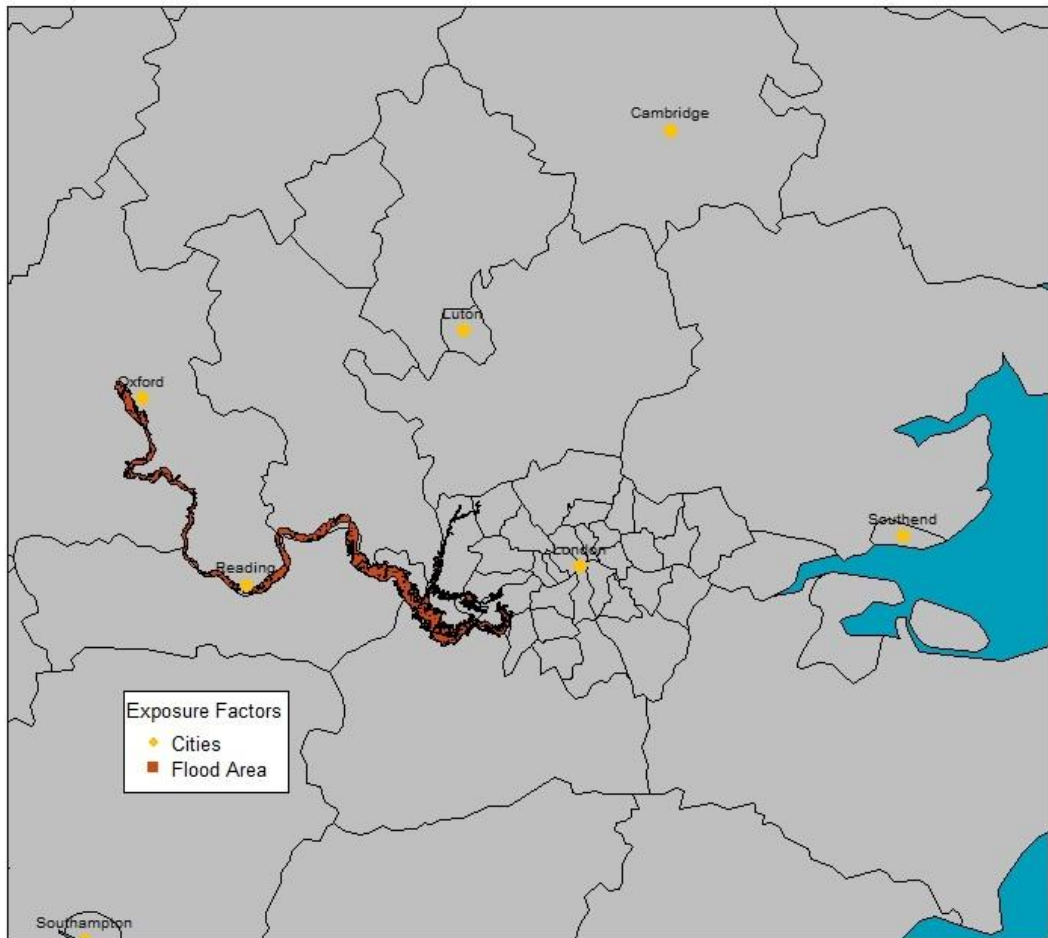 Cambridge
Luton
Oxford
Southend
London
Reading
Exposure Factors
Cities
Flood Area
Southampton